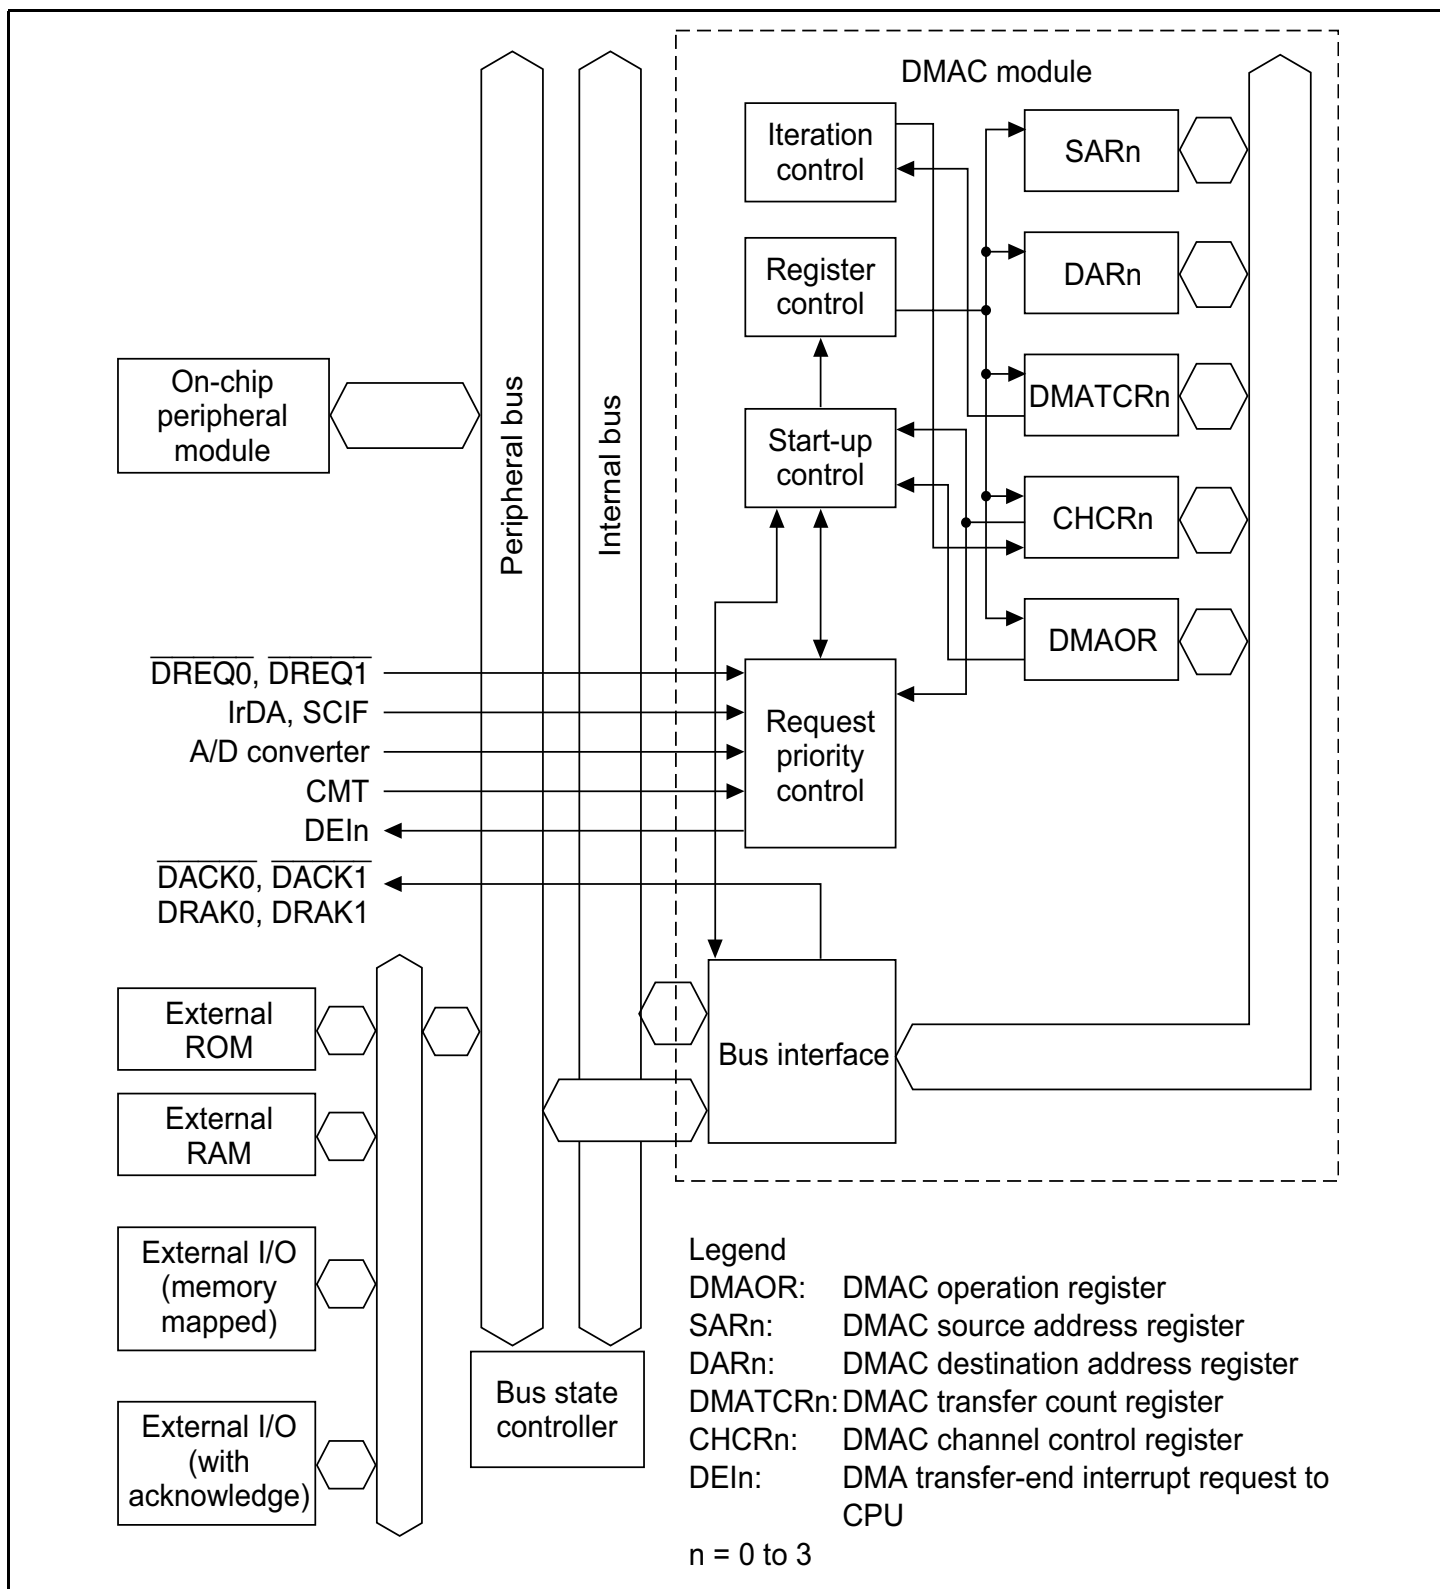 DMAC module
Iteration
control
SARn
Register
control
DARn
On-chip
peripheral
module
Peripheral bus
Internal bus
DMATCRn
Start-up
control
CHCRn
DMAOR
DREQ0, DREQ1
IrDA, SCIF
A/D converter
CMT
DEIn
Request
priority
control
DACK0, DACK1
DRAK0, DRAK1
External
ROM
Bus interface
External
RAM
External I/O
(memory
mapped)
External I/O
(with
acknowledge)
Bus state
controller
Legend
DMAOR: DMAC operation register
SARn: DMAC source address register
DARn: DMAC destination address register
DMATCRn: DMAC transfer count register
CHCRn: DMAC channel control register
DEIn: DMA transfer-end interrupt request to
CPU
n = 0 to 3